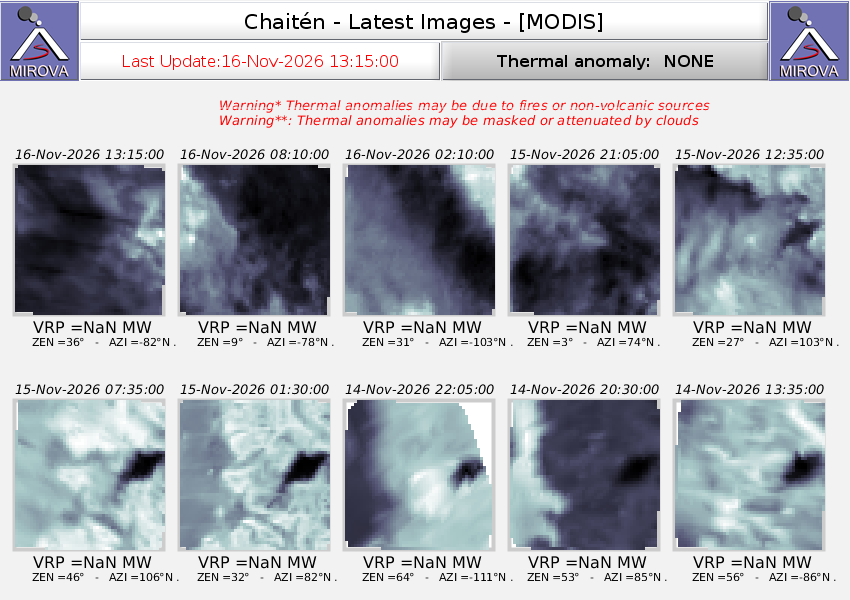 Chaitén - Latest Images - [MODIS]
MIROVA
Last Update:16-Nov-2026 13:15:00
Thermal anomaly: NONE
MIROVA
Warning* Thermal anomalies may be due to fires or non-volcanic sources
Warning**: Thermal anomalies may be masked or attenuated by clouds
16-Nov-2026 13:15:00
16-Nov-2026 08:10:00
16-Nov-2026 02:10:00
15-Nov-2026 21:05:00
15-Nov-2026 12:35:00
VRP =NaN MW
VRP =NaN MW
VRP =NaN MW
VRP =NaN MW
VRP =NaN MW
ZEN =36° - AZI =-82°N .
ZEN =9° - AZI =-78°N .
ZEN =31° - AZI =-103°N .
ZEN =3° - AZI =74°N .
ZEN =27° - AZI =103°N .
15-Nov-2026 07:35:00
15-Nov-2026 01:30:00
14-Nov-2026 22:05:00
14-Nov-2026 20:30:00
14-Nov-2026 13:35:00
VRP =NaN MW
VRP =NaN MW
VRP =NaN MW
VRP =NaN MW
VRP =NaN MW
ZEN =46° - AZI =106°N .
ZEN =32° - AZI =82°N .
ZEN =64° - AZI =-111°N .
ZEN =53° - AZI =85°N .
ZEN =56° - AZI =-86°N .